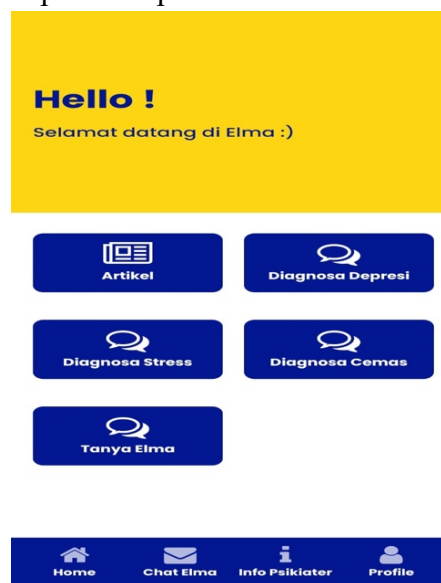 Hello !
Selamat datang di Elma :)
Artikel
Diagnosa Depresi
Diagnosa Stress
Diagnosa Cemas
Tanya Elma
Home
Chat Elma
Info Psikiater
Profile